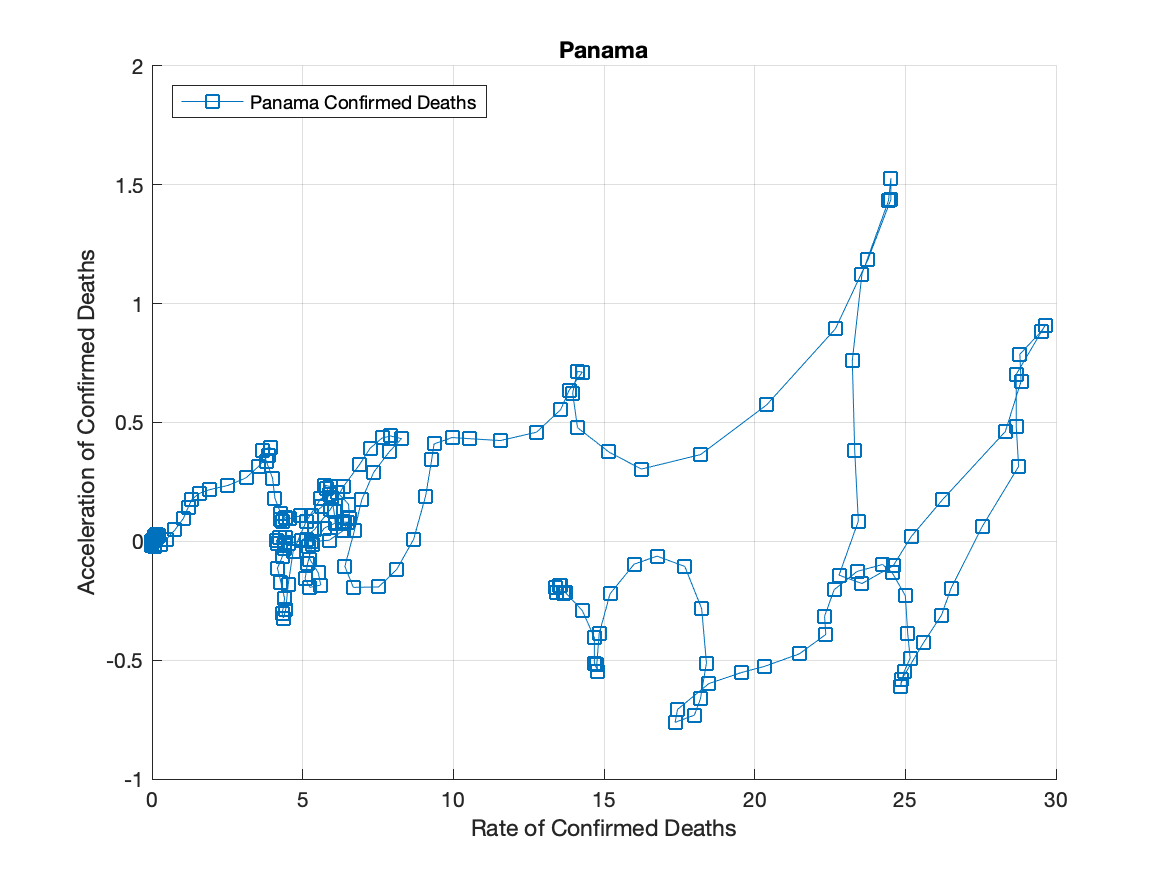 Panama
Panama Confirmed Deaths
2
1.5
1
0.5
0
-0.5
-1
Acceleration of Confirmed Deaths
0 5 10 15 20 25 30
Rate of Confirmed Deaths